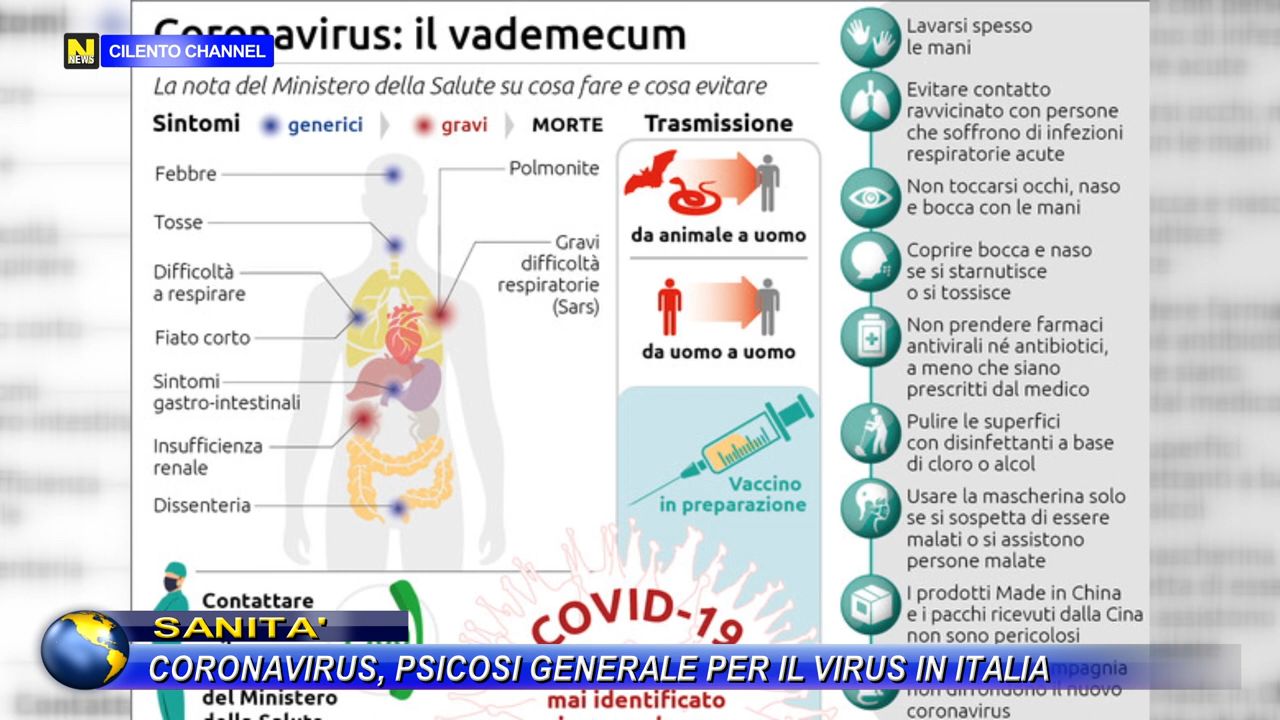 N
NEWS
CILENTO CHANNEL
Coronavirus: il vademecum
La nota del Ministero della Salute su cosa fare e cosa evitare
Sintomi generici gravi MORTE
Febbre
Tosse
Difficoltà
a respirare
Fiato corto
Sintomi
gastro-intestinali
Insufficienza
renale
Dissenteria
Polmonite
Gravi
difficoltà
respiratorie
(Sars)
Trasmissione
da animale a uomo
da uomo a uomo
Vaccino
in preparazione
Lavarsi spesso
le mani
Evitare contatto
ravvicinato con persone
che soffrono di infezioni
respiratorie acute
Non toccarsi occhi, naso
e bocca con le mani
Coprire bocca e naso
se si starnutisce
o si tossisce
Non prendere farmaci
antivirali né antibiotici,
a meno che siano
prescritti dal medico
Pulire le superfici
con disinfettanti a base
di cloro o alcol
Usare la mascherina solo
se si sospetta di essere
malati o si assistono
persone malate
I prodotti Made in China
e i pacchi ricevuti dalla Cina
non sono pericolosi
non diffondono il nuovo
coronavirus
Contattare
del Ministero
della Salute
COVID-19
mai identificato
SANITA'
CORONAVIRUS, PSICOSI GENERALE PER IL VIRUS IN ITALIA